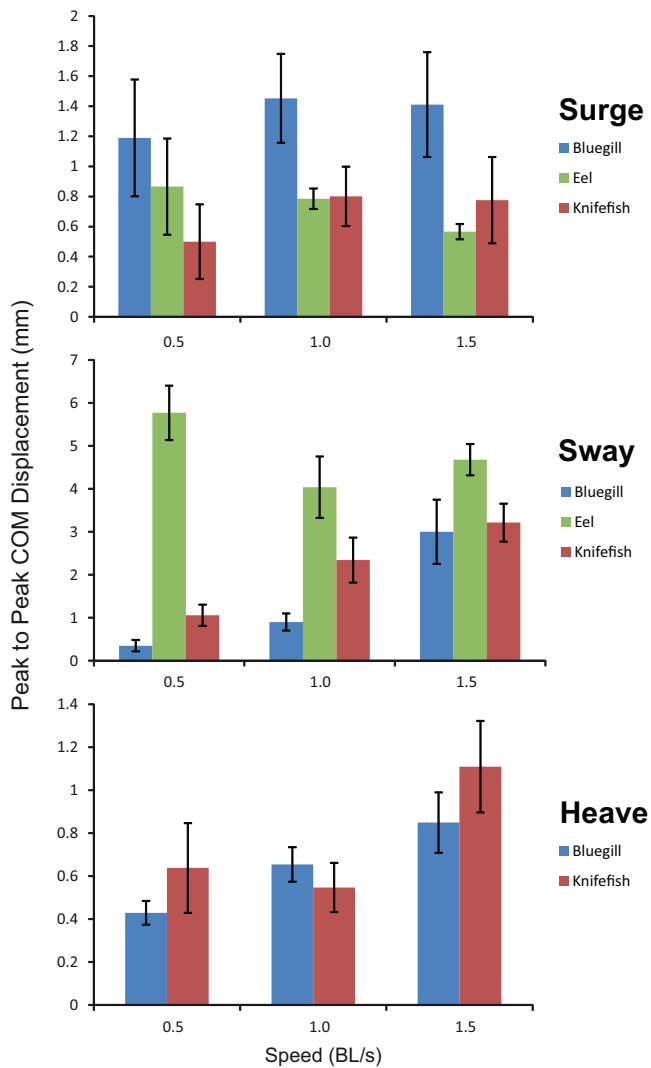 Peak to Peak COM Displacement (mm)
2
1.8
1.6
1.4
1.2
1
0.8
0.6
0.4
0.2
0
0.5 1.0 1.5
Surge
Bluegill
Eel
Knifefish
7
6
5
4
3
2
1
0
0.5 1.0 1.5
Sway
Bluegill
Eel
Knifefish
1.4
1.2
1
0.8
0.6
0.4
0.2
0
0.5 1.0 1.5
Heave
Bluegill
Knifefish
Speed (BL/s)